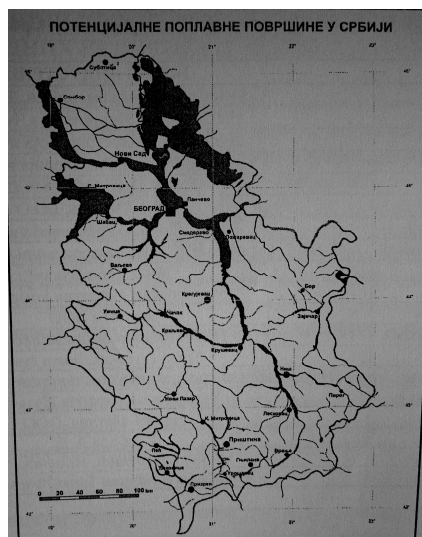 ПОТЕНЦИЈАЛНЕ ПОПЛАВНЕ ПОВРШИНЕ У СРБИЈИ
Суботица
Сомбор
Нови Сад
С. Митровица
Панчево
БЕОГРАД
Шабац
Смедерево
Пожаревац
Ваљево
Бор
Крагујевац
Ужице
Чачак
Зајечар
Краљево
Крушевац
Ниш
Нови Пазар
Пирот
Лесковац
К. Митровица
Приштина
Пећ
Гњилане
Врање
Ђаковица
Урошевац
Призрен
0 20 40 60 80 100 km